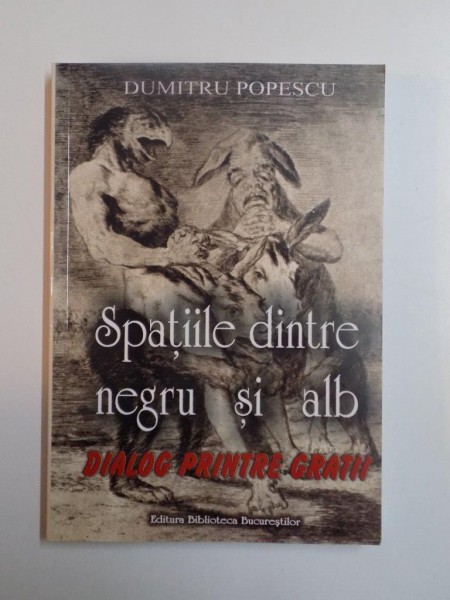 DUMITRU POPESCU
Spațiile dintre
negru și alb
DIALOG PRINTRE GRATII
Editura Biblioteca Bucureștilor